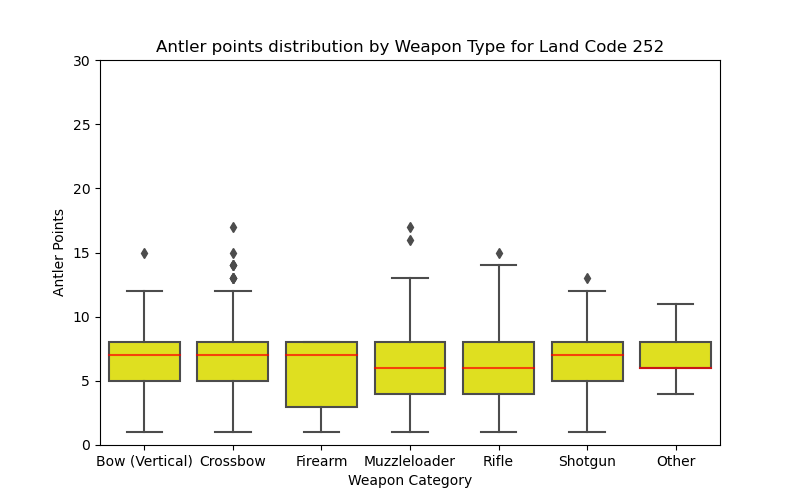 Antler points distribution by Weapon Type for Land Code 252
30
25
20
15
10
5
0
Antler Points
Bow (Vertical) Crossbow Firearm Muzzleloader Rifle Shotgun Other
Weapon Category